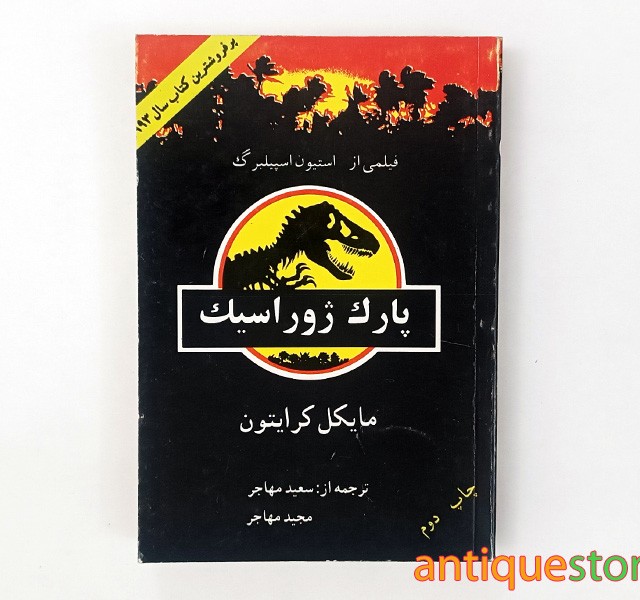 پرفروشترین کتاب سال ۹۳
فیلمی از استیون اسپیلبرگ
پارک ژوراسیک
مایکل کرایتون
ترجمه از: سعید مهاجر
مجید مهاجر
چاپ دوم
antiquestor